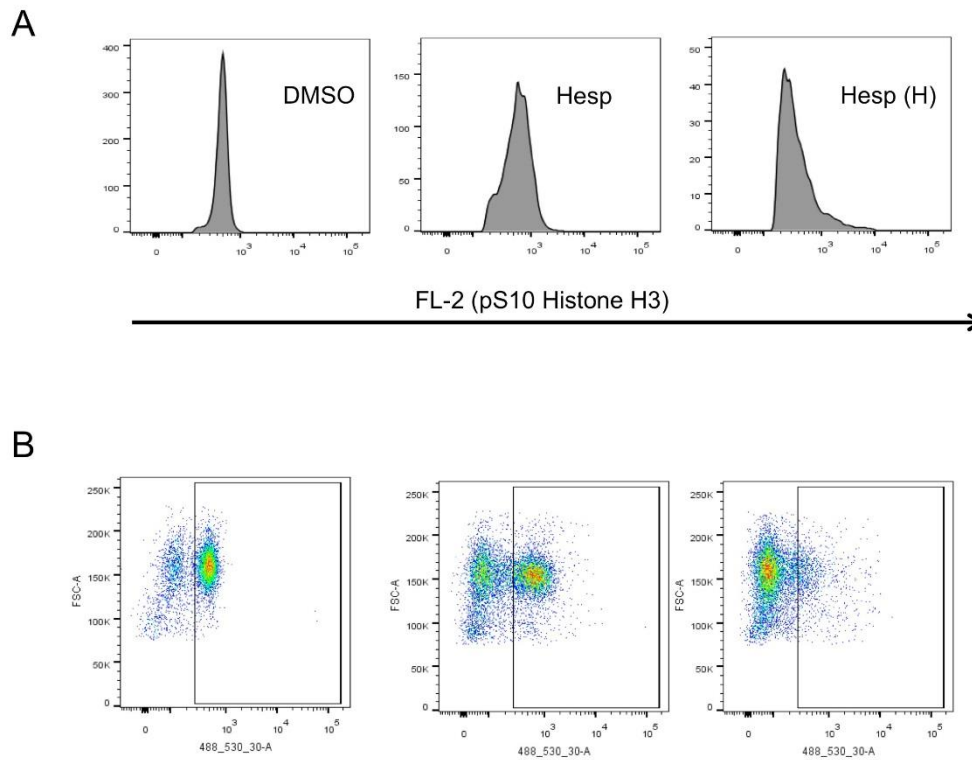 A
400
300
200
100
0
0
10^3
10^4
10^5
DMSO
150
100
50
0
0
10^3
10^4
10^5
Hesp
50
40
30
20
10
0
0
10^3
10^4
10^5
Hesp (H)
FL-2 (pS10 Histone H3)
B
250K
200K
150K
100K
50K
0
FSC-A
0
10^3
10^4
10^5
488_530_30-A
250K
200K
150K
100K
50K
0
FSC-A
0
10^3
10^4
10^5
488_530_30-A
250K
200K
150K
100K
50K
0
FSC-A
0
10^3
10^4
10^5
488_530_30-A